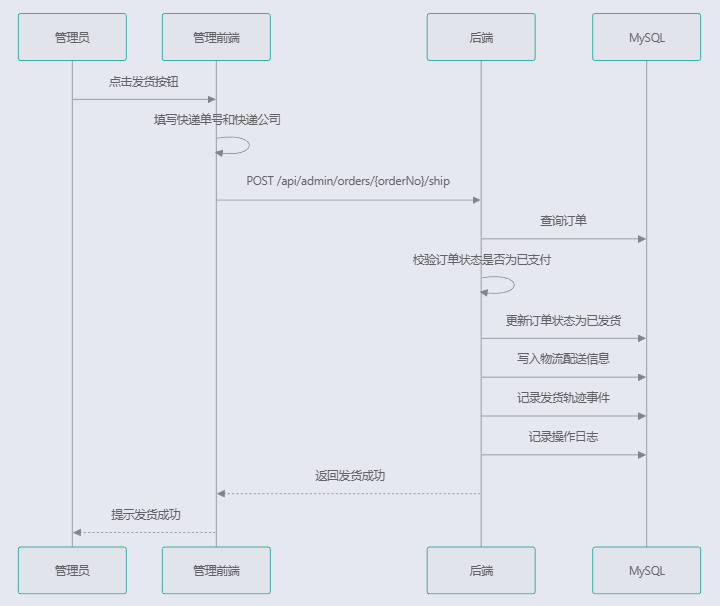 管理员
管理前端
后端
MySQL
点击发货按钮
填写快递单号和快递公司
POST /api/admin/orders/{orderNo}/ship
查询订单
校验订单状态是否为已支付
更新订单状态为已发货
写入物流配送信息
记录发货轨迹事件
记录操作日志
返回发货成功
提示发货成功
管理员
管理前端
后端
MySQL